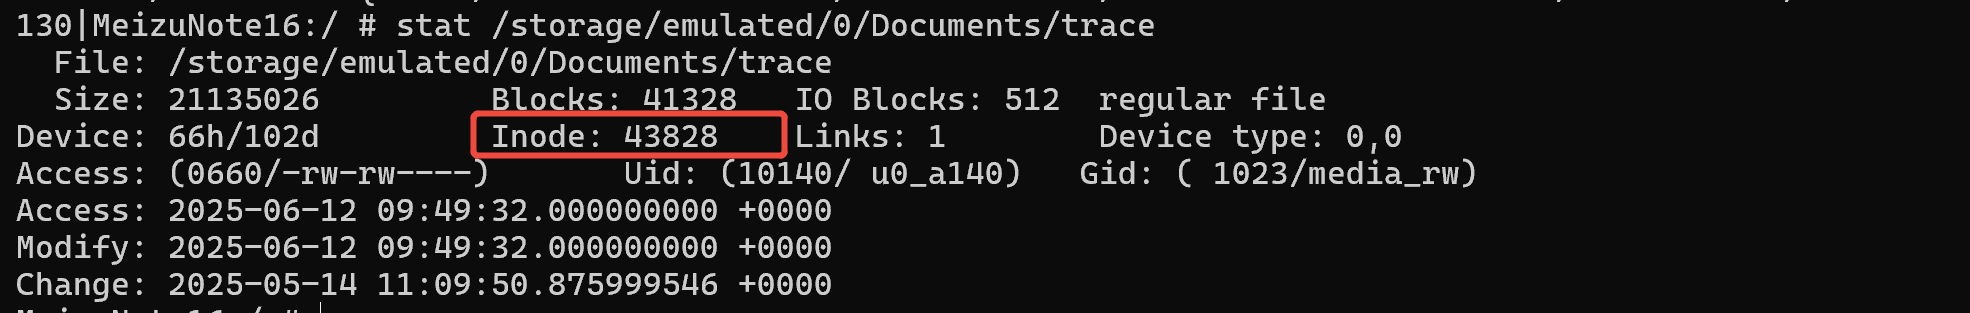 130|MeizuNote16:/ # stat /storage/emulated/0/Documents/trace
  File: /storage/emulated/0/Documents/trace
  Size: 21135026         Blocks: 41328   IO Blocks: 512  regular file
Device: 66h/102d         Inode: 43828    Links: 1        Device type: 0,0
Access: (0660/-rw-rw----)       Uid: (10140/ u0_a140)   Gid: ( 1023/media_rw)
Access: 2025-06-12 09:49:32.000000000 +0000
Modify: 2025-06-12 09:49:32.000000000 +0000
Change: 2025-05-14 11:09:50.875999546 +0000
MeizuNote16:/ #